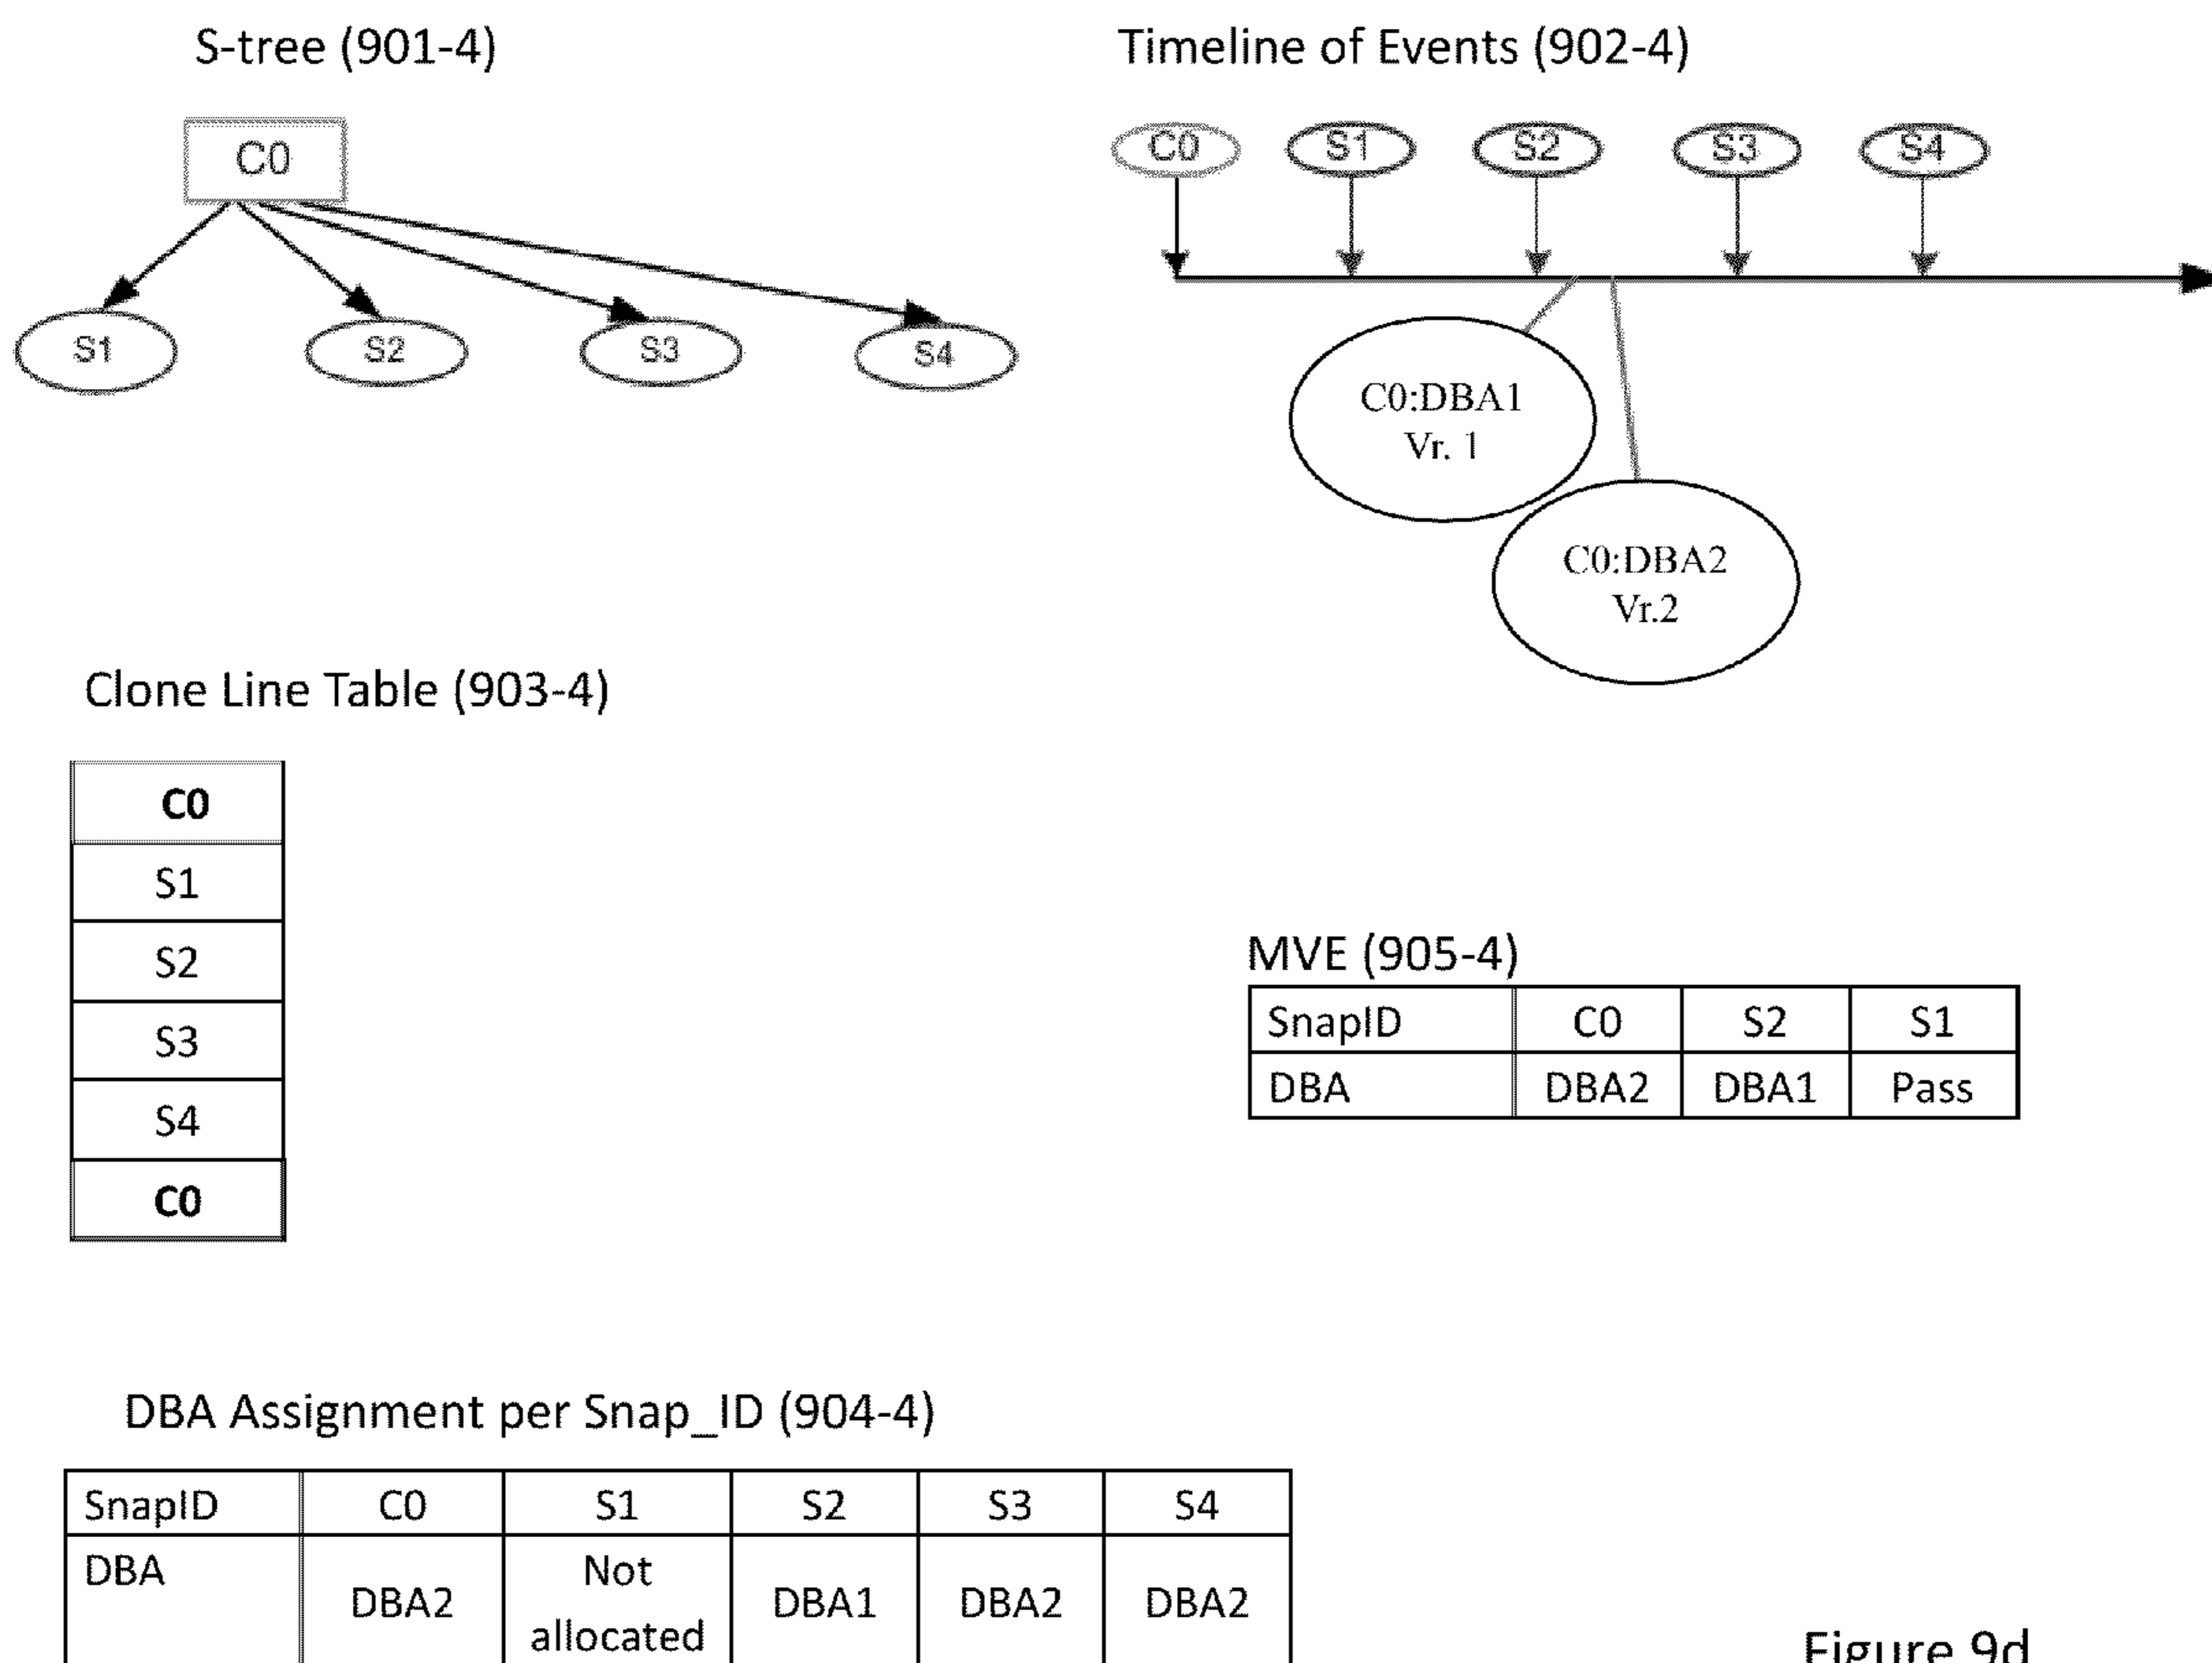 S-tree (901-4)
Timeline of Events (902-4)
C0
S1
S2
S3
S4
C0
S1
S2
S3
S4
C0:DBA1
Vr. 1
C0:DBA2
Vr.2
Clone Line Table (903-4)
C0
S1
S2
S3
S4
C0
MVE (905-4)
SnapID C0 S2 S1
DBA DBA2 DBA1 Pass
DBA Assignment per Snap_ID (904-4)
SnapID C0 S1 S2 S3 S4
DBA DBA2 Not allocated DBA1 DBA2 DBA2
Figure 9d